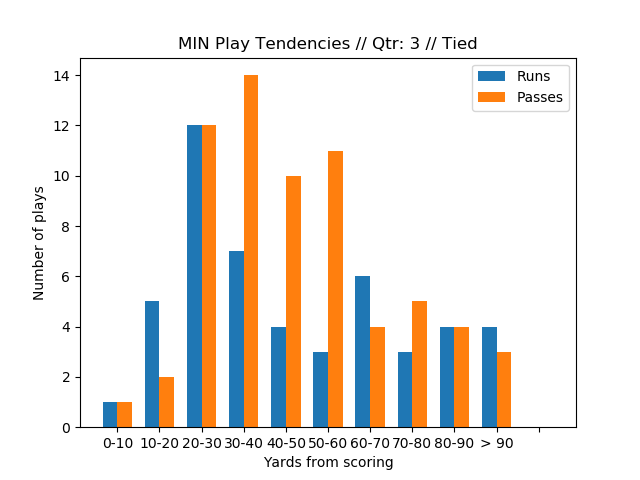 MIN Play Tendencies // Qtr: 3 // Tied
Runs
Passes
14
12
10
8
6
4
2
0
Number of plays
0-10 10-20 20-30 30-40 40-50 50-60 60-70 70-80 80-90 > 90
Yards from scoring